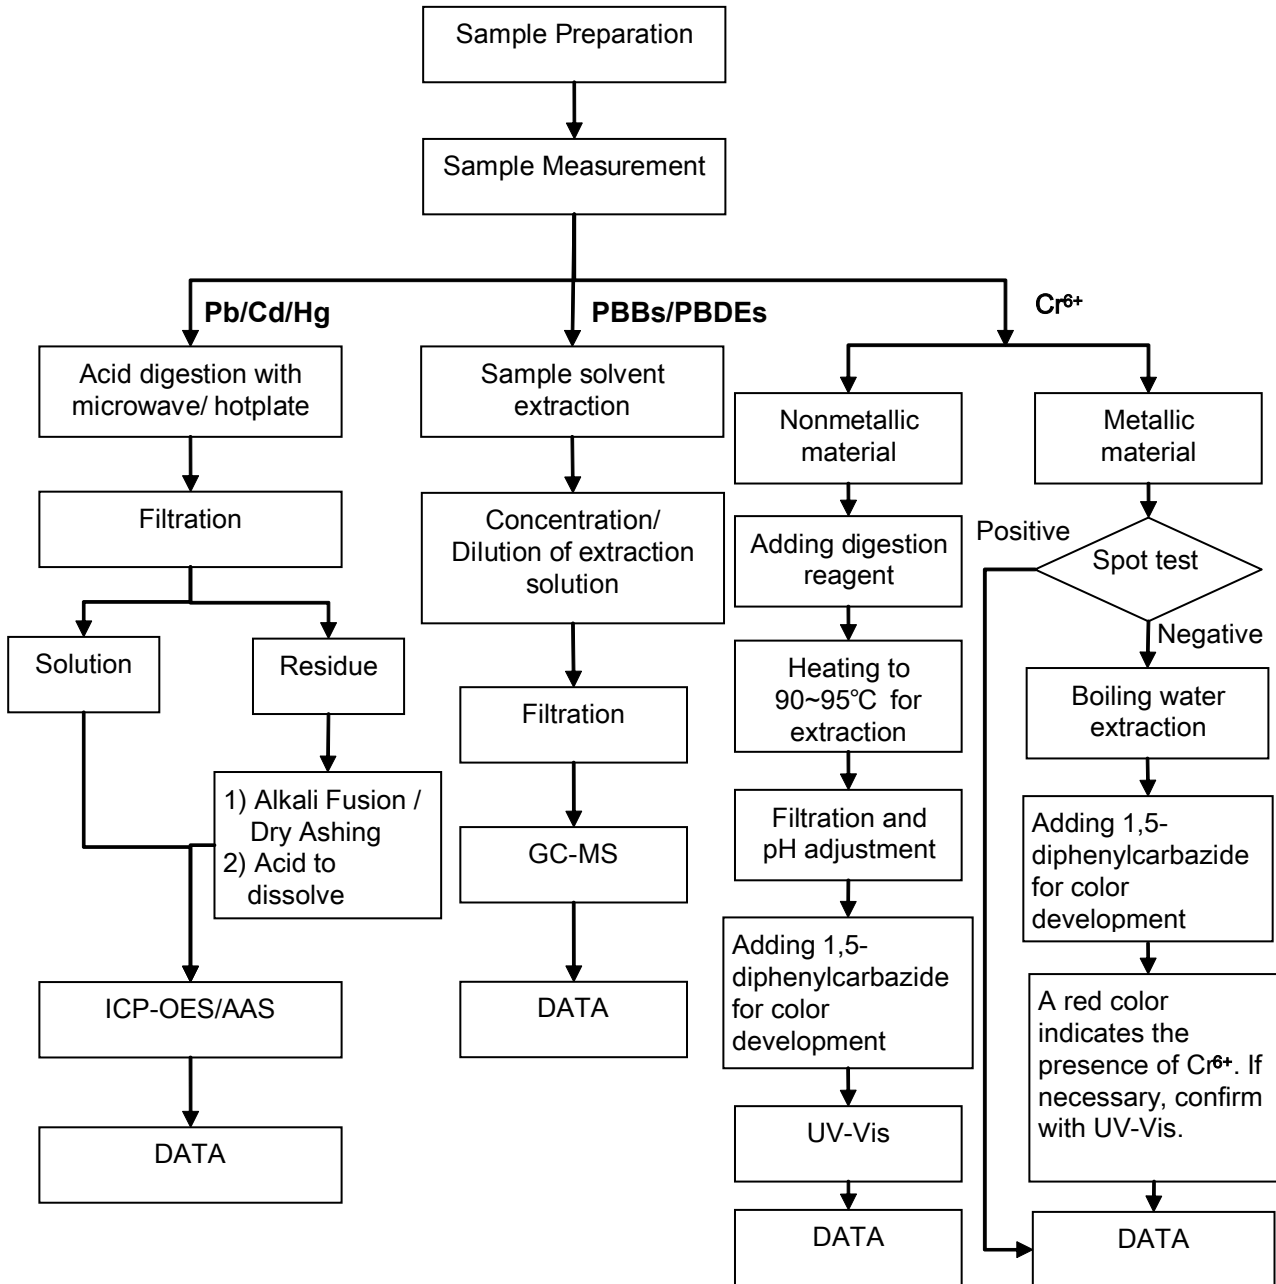 Sample Preparation
Sample Measurement
Pb/Cd/Hg
PBBs/PBDEs
Cr⁶⁺
Acid digestion with
microwave/ hotplate
Filtration
Solution
Residue
1) Alkali Fusion /
Dry Ashing
2) Acid to
dissolve
ICP-OES/AAS
DATA
Sample solvent
extraction
Concentration/
Dilution of extraction
solution
Filtration
GC-MS
DATA
Nonmetallic
material
Adding digestion
reagent
Heating to
90~95℃ for
extraction
Filtration and
pH adjustment
Adding 1,5-
diphenylcarbazide
for color
development
UV-Vis
DATA
Metallic
material
Positive
Spot test
Negative
Boiling water
extraction
Adding 1,5-
diphenylcarbazide
for color
development
A red color
indicates the
presence of Cr⁶⁺. If
necessary, confirm
with UV-Vis.
DATA